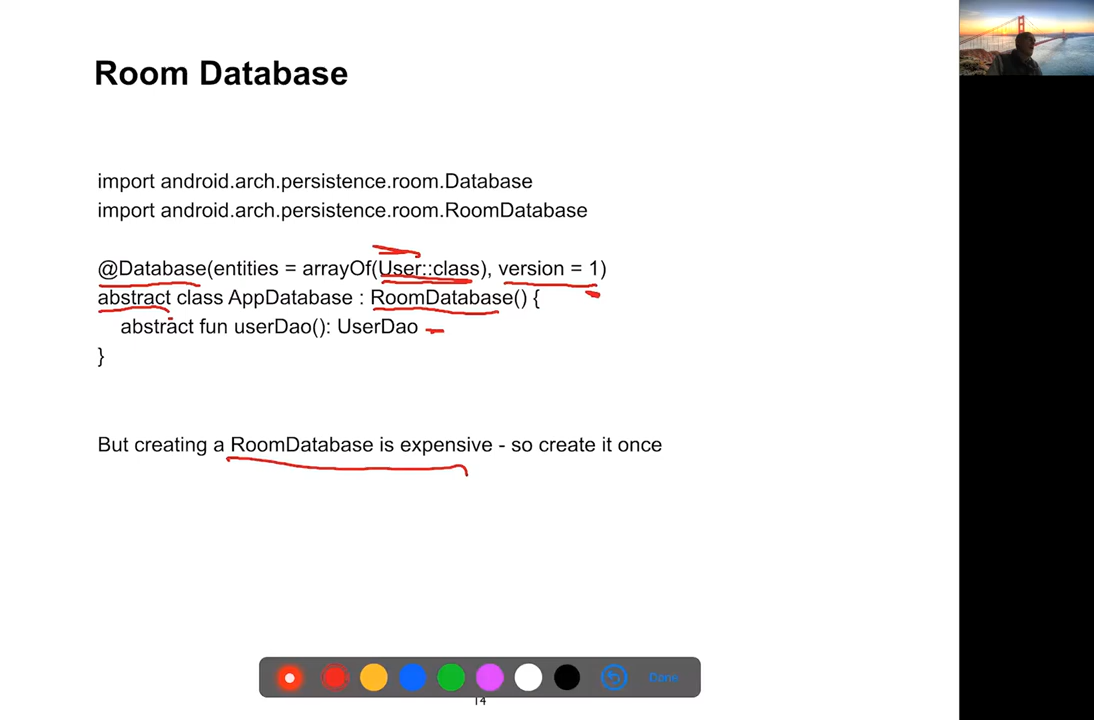 Room Database
import android.arch.persistence.room.Database
import android.arch.persistence.room.RoomDatabase
@Database(entities = arrayOf(User::class), version = 1)
abstract class AppDatabase : RoomDatabase() {
abstract fun userDao(): UserDao
}
But creating a RoomDatabase is expensive - so create it once
Done
14